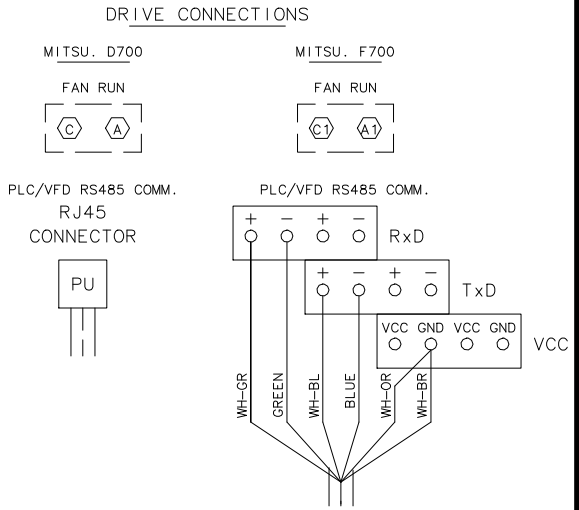 DRIVE CONNECTIONS
MITSU. D700
FAN RUN
C A
PLC/VFD RS485 COMM.
RJ45
CONNECTOR
PU
MITSU. F700
FAN RUN
C1 A1
PLC/VFD RS485 COMM.
+ − + −
RxD
+ − + −
TxD
VCC GND VCC GND
VCC
WH-GR
GREEN
WH-BL
BLUE
WH-OR
WH-BR